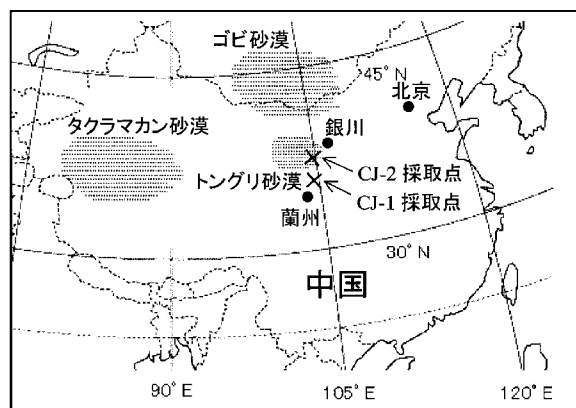 ゴビ砂漠
45° N
北京
タクラマカン砂漠
銀川
CJ-2 採取点
トングリ砂漠
CJ-1 採取点
蘭州
30° N
中国
90° E
105° E
120° E